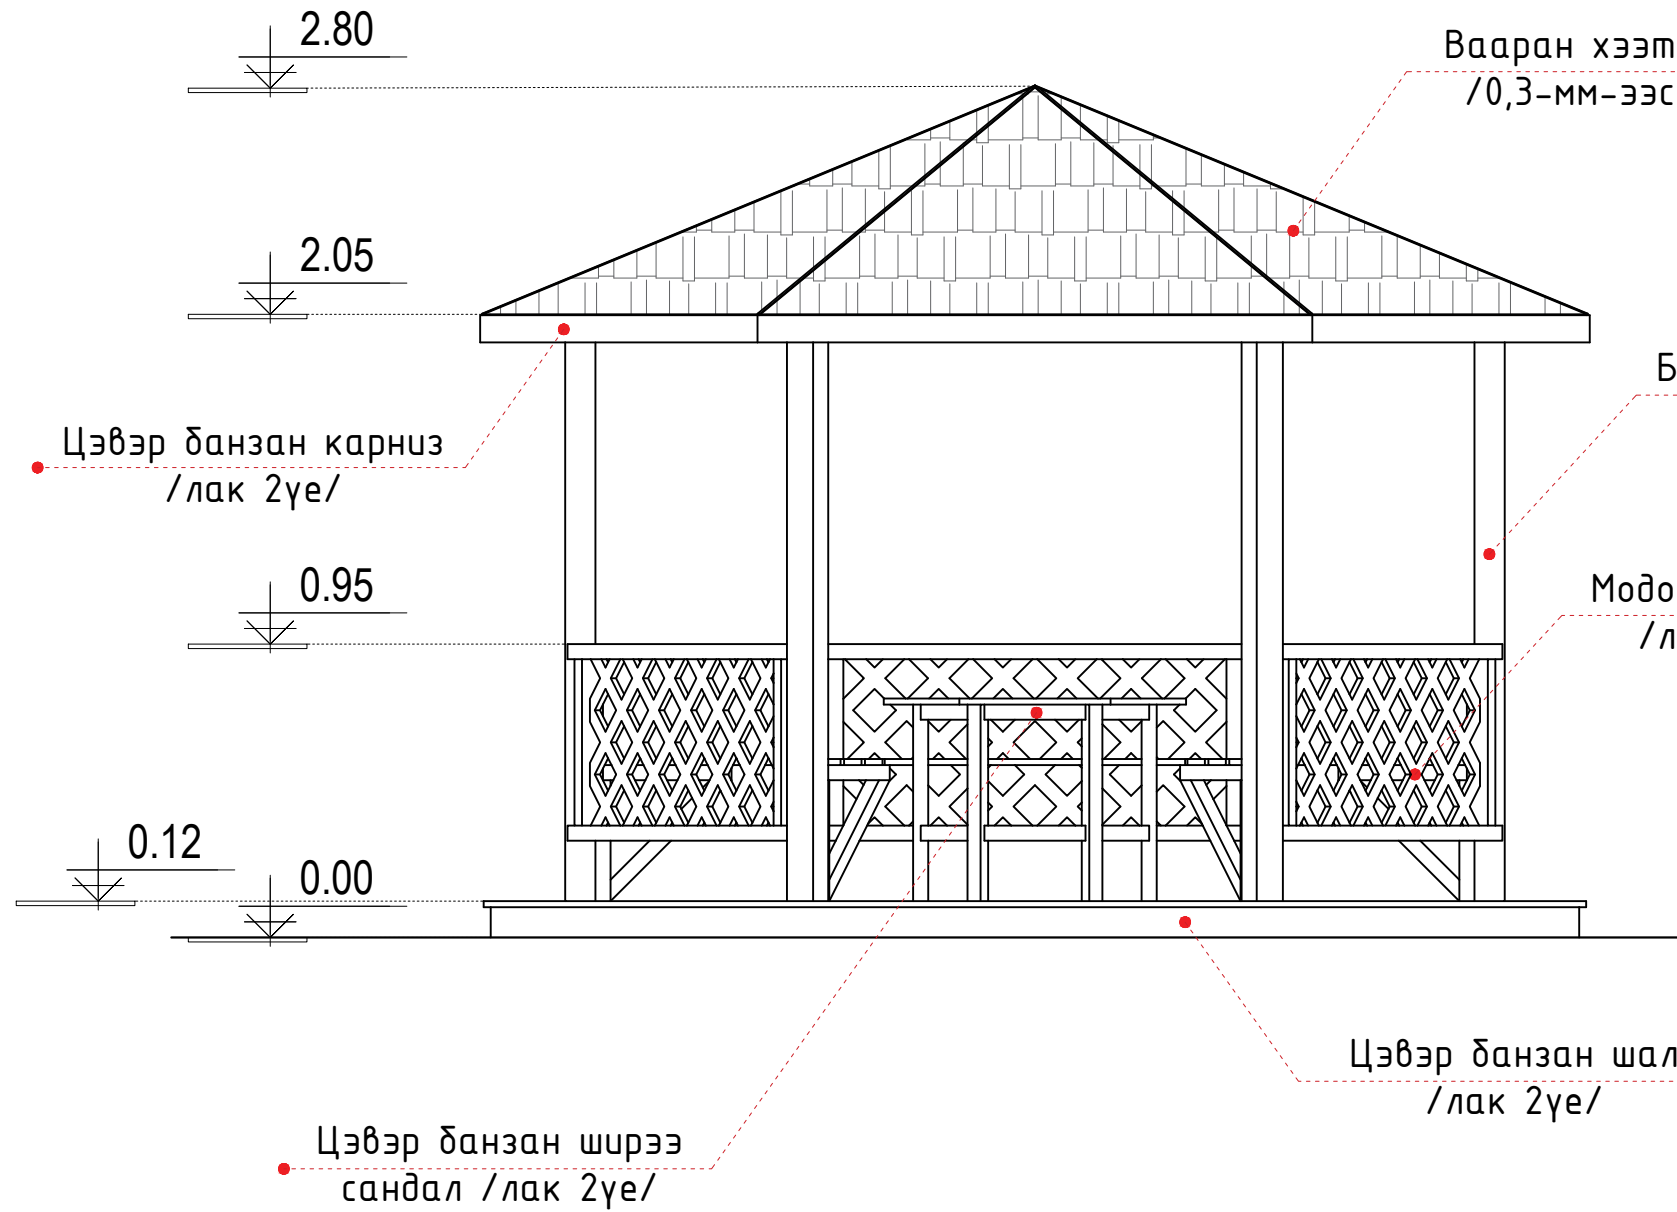 2.80
Вааран хээт
/0,3-мм-ээс
2.05
Б
Цэвэр банзан карниз
/лак 2үе/
0.95
Модо
/л
0.12
0.00
Цэвэр банзан шал
/лак 2үе/
Цэвэр банзан ширээ
сандал /лак 2үе/